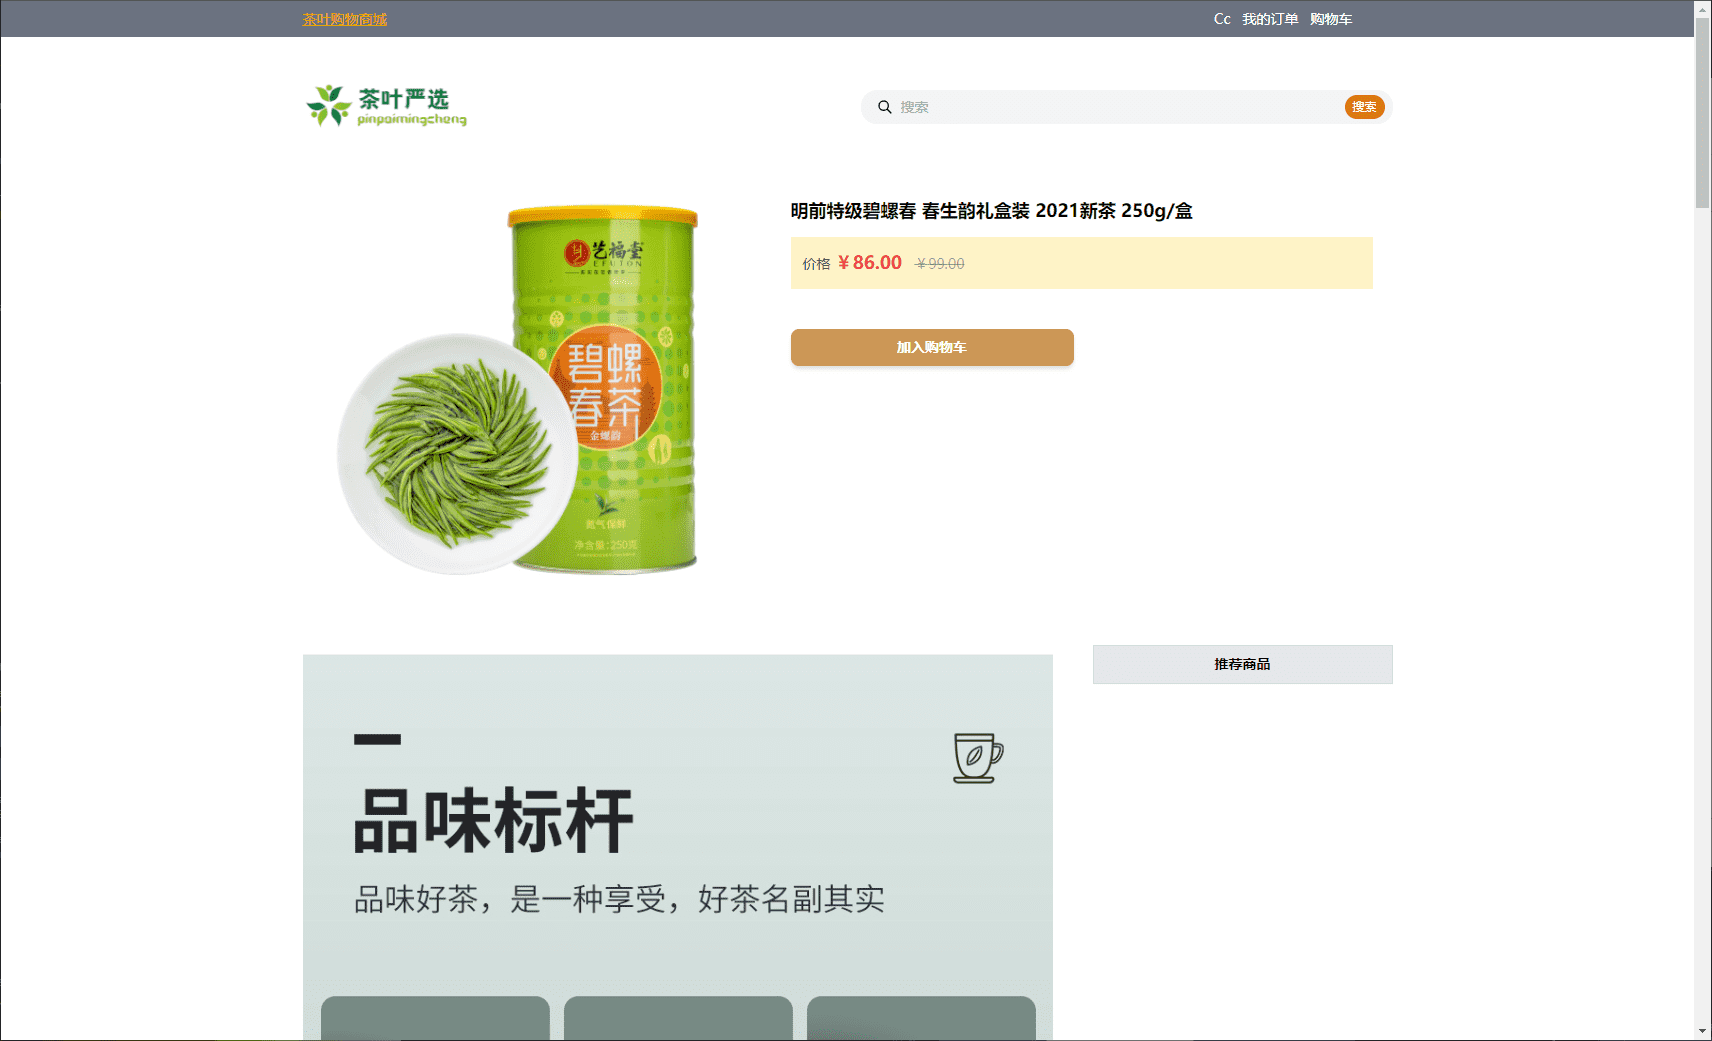 茶叶购物商城
Cc 我的订单 购物车
茶叶严选
pinpaimingcheng
搜索
搜索
明前特级碧螺春 春生韵礼盒装 2021新茶 250g/盒
价格 ¥86.00 ¥99.00
加入购物车
艺福堂
EFUTON
碧螺
春茶
金螺韵
氮气保鲜
净含量:250克
推荐商品
品味标杆
品味好茶，是一种享受，好茶名副其实